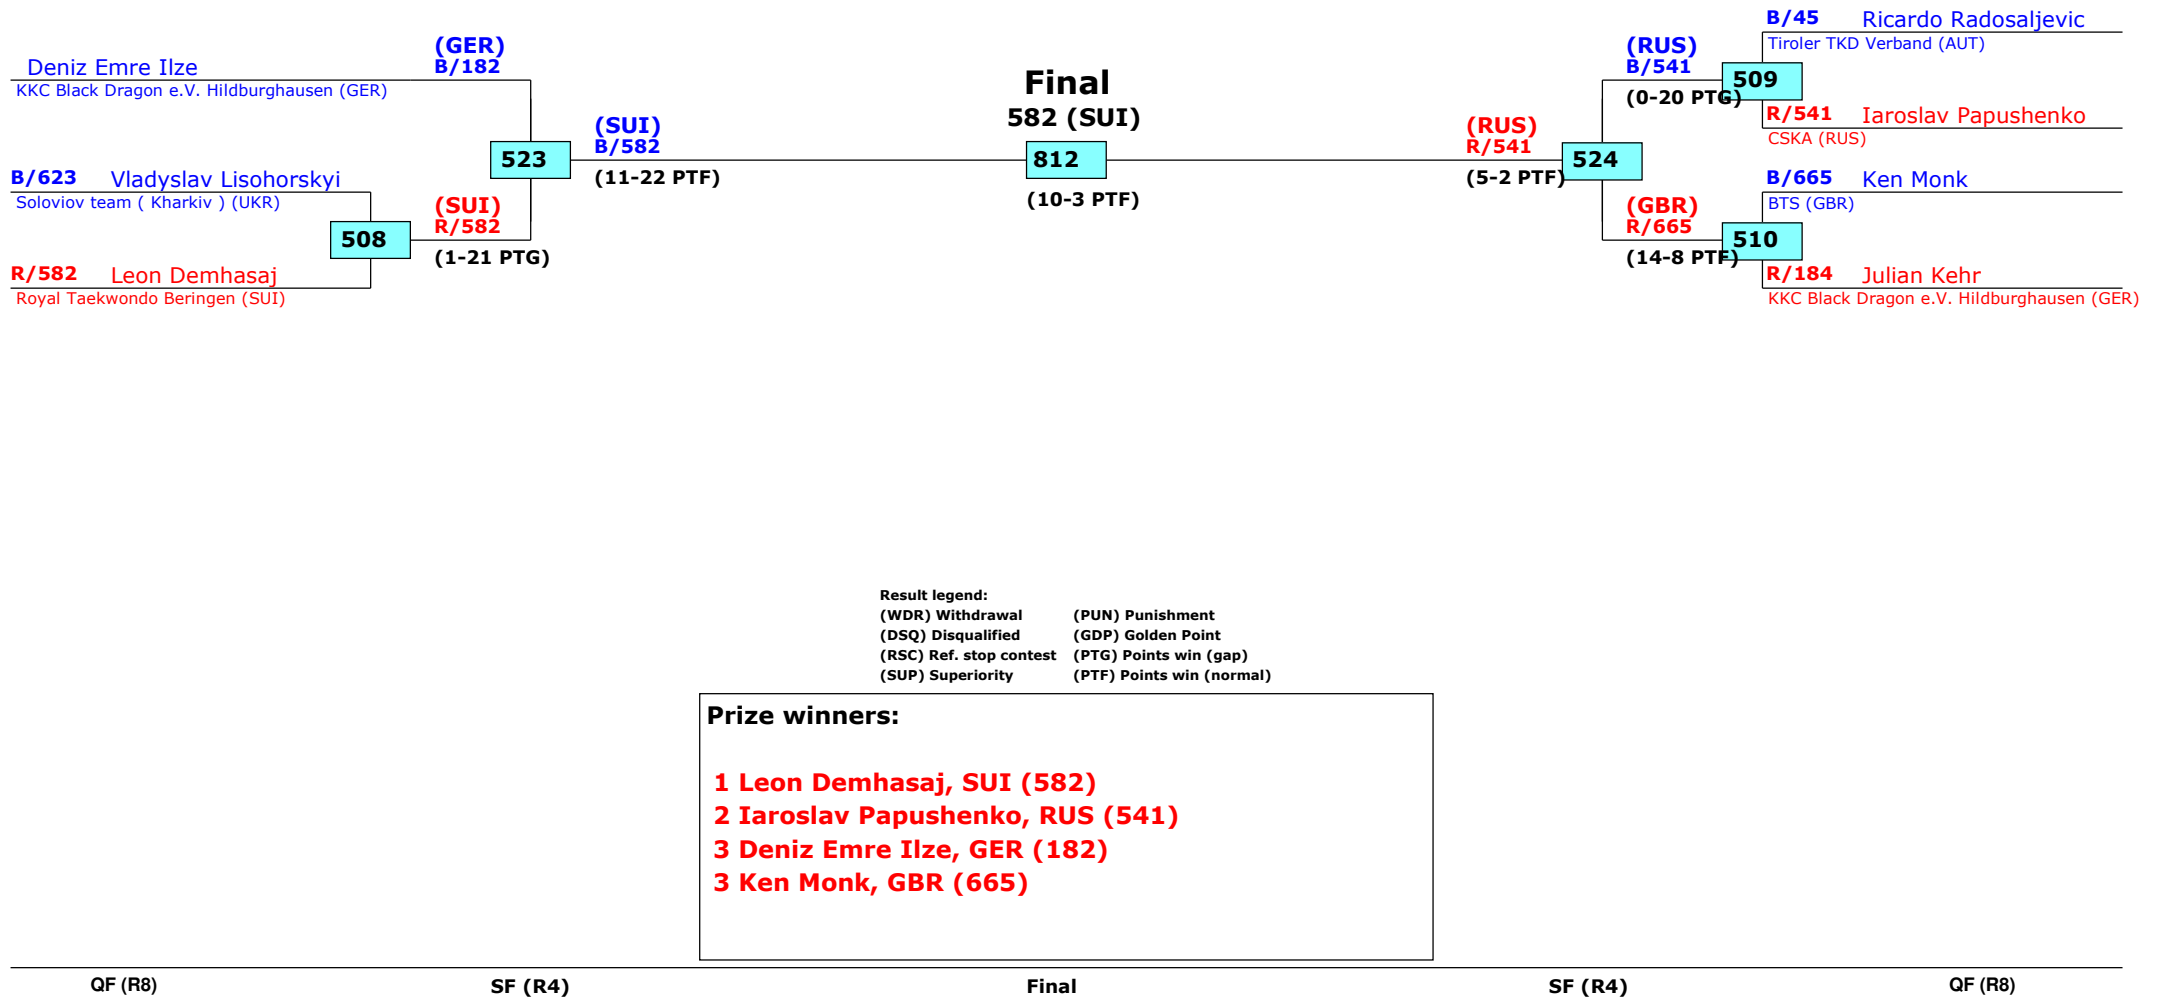 Deniz Emre Ilze
KKC Black Dragon e.V. Hildburghausen (GER)
(GER)
B/182
B/623 Vladyslav Lisohorskyi
Soloviov team ( Kharkiv ) (UKR)
508
R/582 Leon Demhasaj
Royal Taekwondo Beringen (SUI)
(SUI)
R/582
(1-21 PTG)
523
(SUI)
B/582
(11-22 PTF)
Final
582 (SUI)
812
(10-3 PTF)
(RUS)
R/541
(5-2 PTF)
524
(RUS)
B/541
(0-20 PTG)
509
B/45 Ricardo Radosaljevic
Tiroler TKD Verband (AUT)
R/541 Iaroslav Papushenko
CSKA (RUS)
(GBR)
R/665
(14-8 PTF)
510
B/665 Ken Monk
BTS (GBR)
R/184 Julian Kehr
KKC Black Dragon e.V. Hildburghausen (GER)
Result legend:
(WDR) Withdrawal (PUN) Punishment
(DSQ) Disqualified (GDP) Golden Point
(RSC) Ref. stop contest (PTG) Points win (gap)
(SUP) Superiority (PTF) Points win (normal)
Prize winners:
1 Leon Demhasaj, SUI (582)
2 Iaroslav Papushenko, RUS (541)
3 Deniz Emre Ilze, GER (182)
3 Ken Monk, GBR (665)
QF (R8) SF (R4) Final SF (R4) QF (R8)